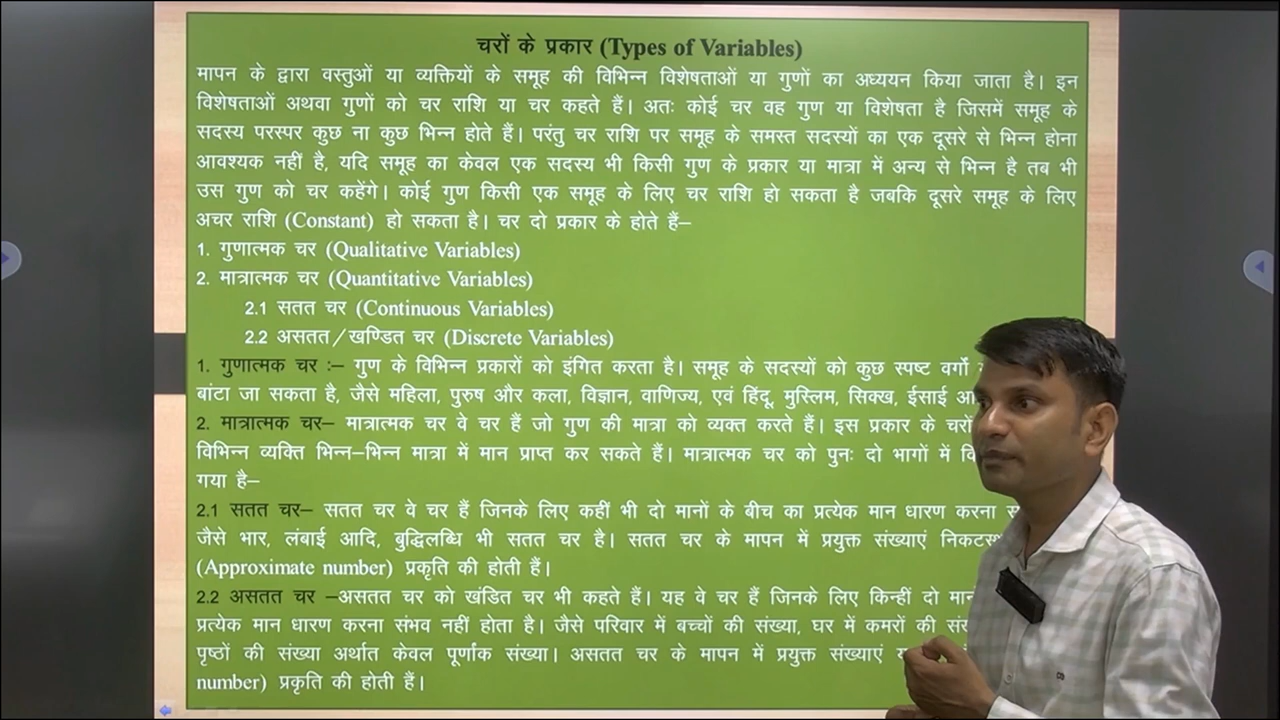 चरों के प्रकार (Types of Variables)
मापन के द्वारा वस्तुओं या व्यक्तियों के समूह की विभिन्न विशेषताओं या गुणों का अध्ययन किया जाता है। इन
विशेषताओं अथवा गुणों को चर राशि या चर कहते हैं। अतः कोई चर वह गुण या विशेषता है जिसमें समूह के
सदस्य परस्पर कुछ ना कुछ भिन्न होते हैं। परंतु चर राशि पर समूह के समस्त सदस्यों का एक दूसरे से भिन्न होना
आवश्यक नहीं है, यदि समूह का केवल एक सदस्य भी किसी गुण के प्रकार या मात्रा में अन्य से भिन्न है तब भी
उस गुण को चर कहेंगे। कोई गुण किसी एक समूह के लिए चर राशि हो सकता है जबकि दूसरे समूह के लिए
अचर राशि (Constant) हो सकता है। चर दो प्रकार के होते हैं–
1. गुणात्मक चर (Qualitative Variables)
2. मात्रात्मक चर (Quantitative Variables)
2.1 सतत चर (Continuous Variables)
2.2 असतत/खण्डित चर (Discrete Variables)
1. गुणात्मक चर :– गुण के विभिन्न प्रकारों को इंगित करता है। समूह के सदस्यों को कुछ स्पष्ट वर्गों
बांटा जा सकता है, जैसे महिला, पुरुष और कला, विज्ञान, वाणिज्य, एवं हिंदू, मुस्लिम, सिक्ख, ईसाई
2. मात्रात्मक चर– मात्रात्मक चर वे चर हैं जो गुण की मात्रा को व्यक्त करते हैं। इस प्रकार के
विभिन्न व्यक्ति भिन्न–भिन्न मात्रा में मान प्राप्त कर सकते हैं। मात्रात्मक चर को पुनः दो भागों में
गया है–
2.1 सतत चर– सतत चर वे चर हैं जिनके लिए कहीं भी दो मानों के बीच का प्रत्येक मान धारण करना
जैसे भार, लंबाई आदि, बुद्धिलब्धि भी सतत चर है। सतत चर के मापन में प्रयुक्त संख्याएं
(Approximate number) प्रकृति की होती हैं।
2.2 असतत चर –असतत चर को खंडित चर भी कहते हैं। यह वे चर हैं जिनके लिए किन्हीं दो
प्रत्येक मान धारण करना संभव नहीं होता है। जैसे परिवार में बच्चों की संख्या, घर में कमरों की
पृष्ठों की संख्या अर्थात केवल पूर्णांक संख्या। असतत चर के मापन में प्रयुक्त संख्याएं
number) प्रकृति की होती हैं।